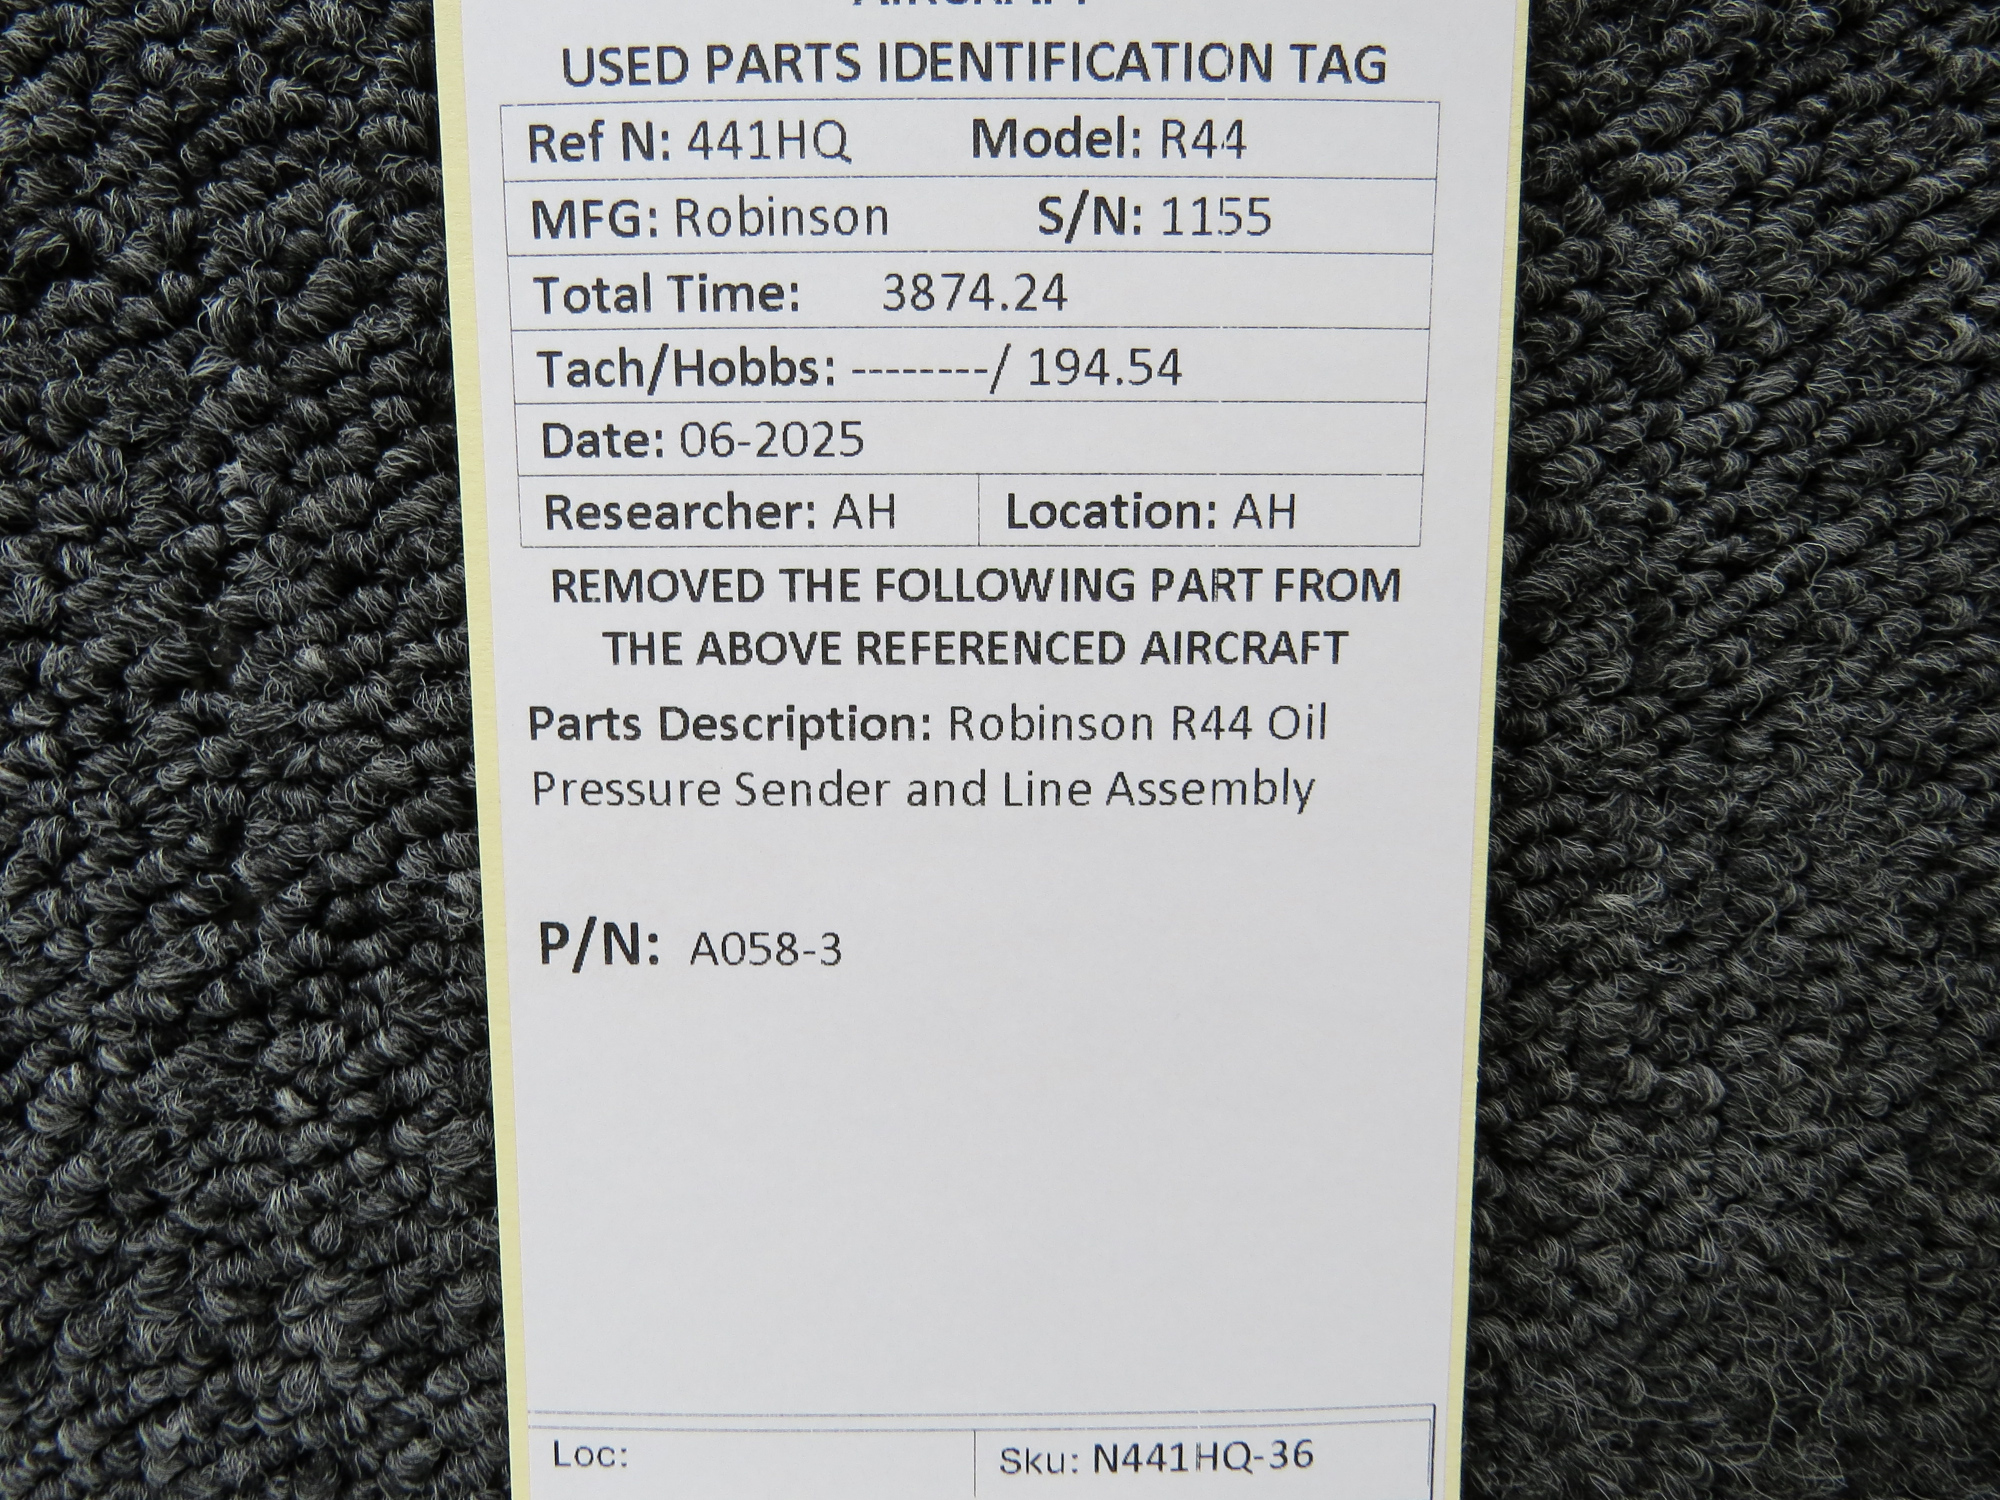 AIRCRAFT
USED PARTS IDENTIFICATION TAG
Ref N: 441HQ Model: R44
MFG: Robinson S/N: 1155
Total Time: 3874.24
Tach/Hobbs: --------/ 194.54
Date: 06-2025
Researcher: AH Location: AH
REMOVED THE FOLLOWING PART FROM
THE ABOVE REFERENCED AIRCRAFT
Parts Description: Robinson R44 Oil
Pressure Sender and Line Assembly
P/N: A058-3
Loc: Sku: N441HQ-36